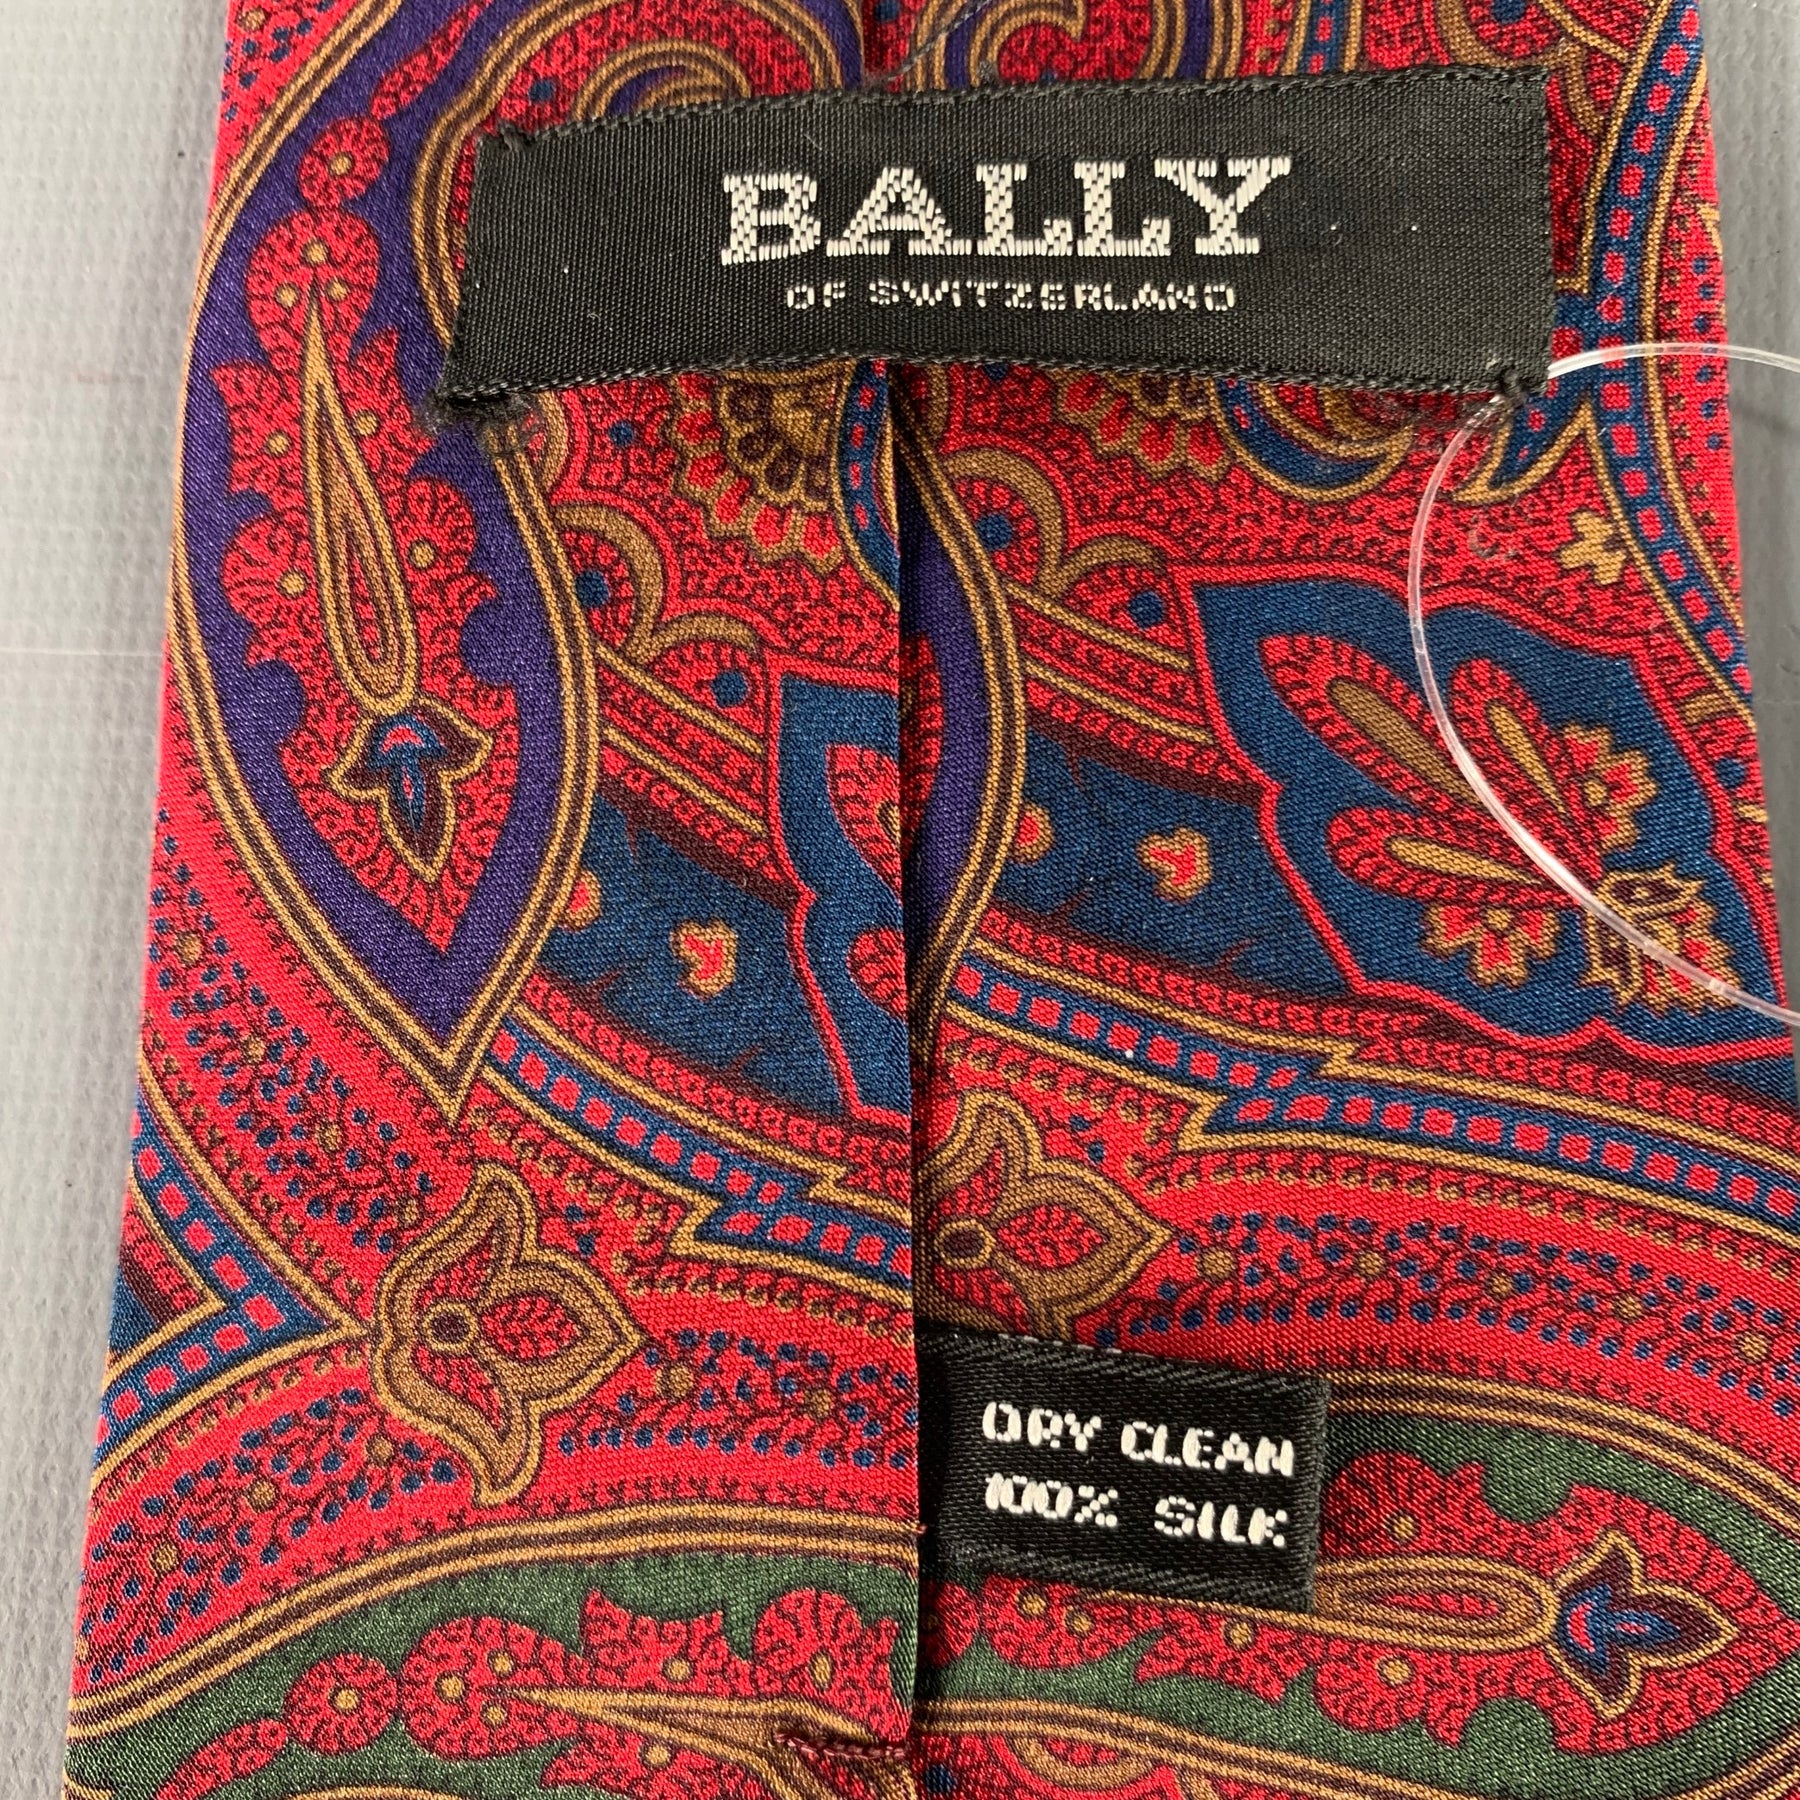 BALLY
OF SWITZERLAND
DRY CLEAN
100% SILK